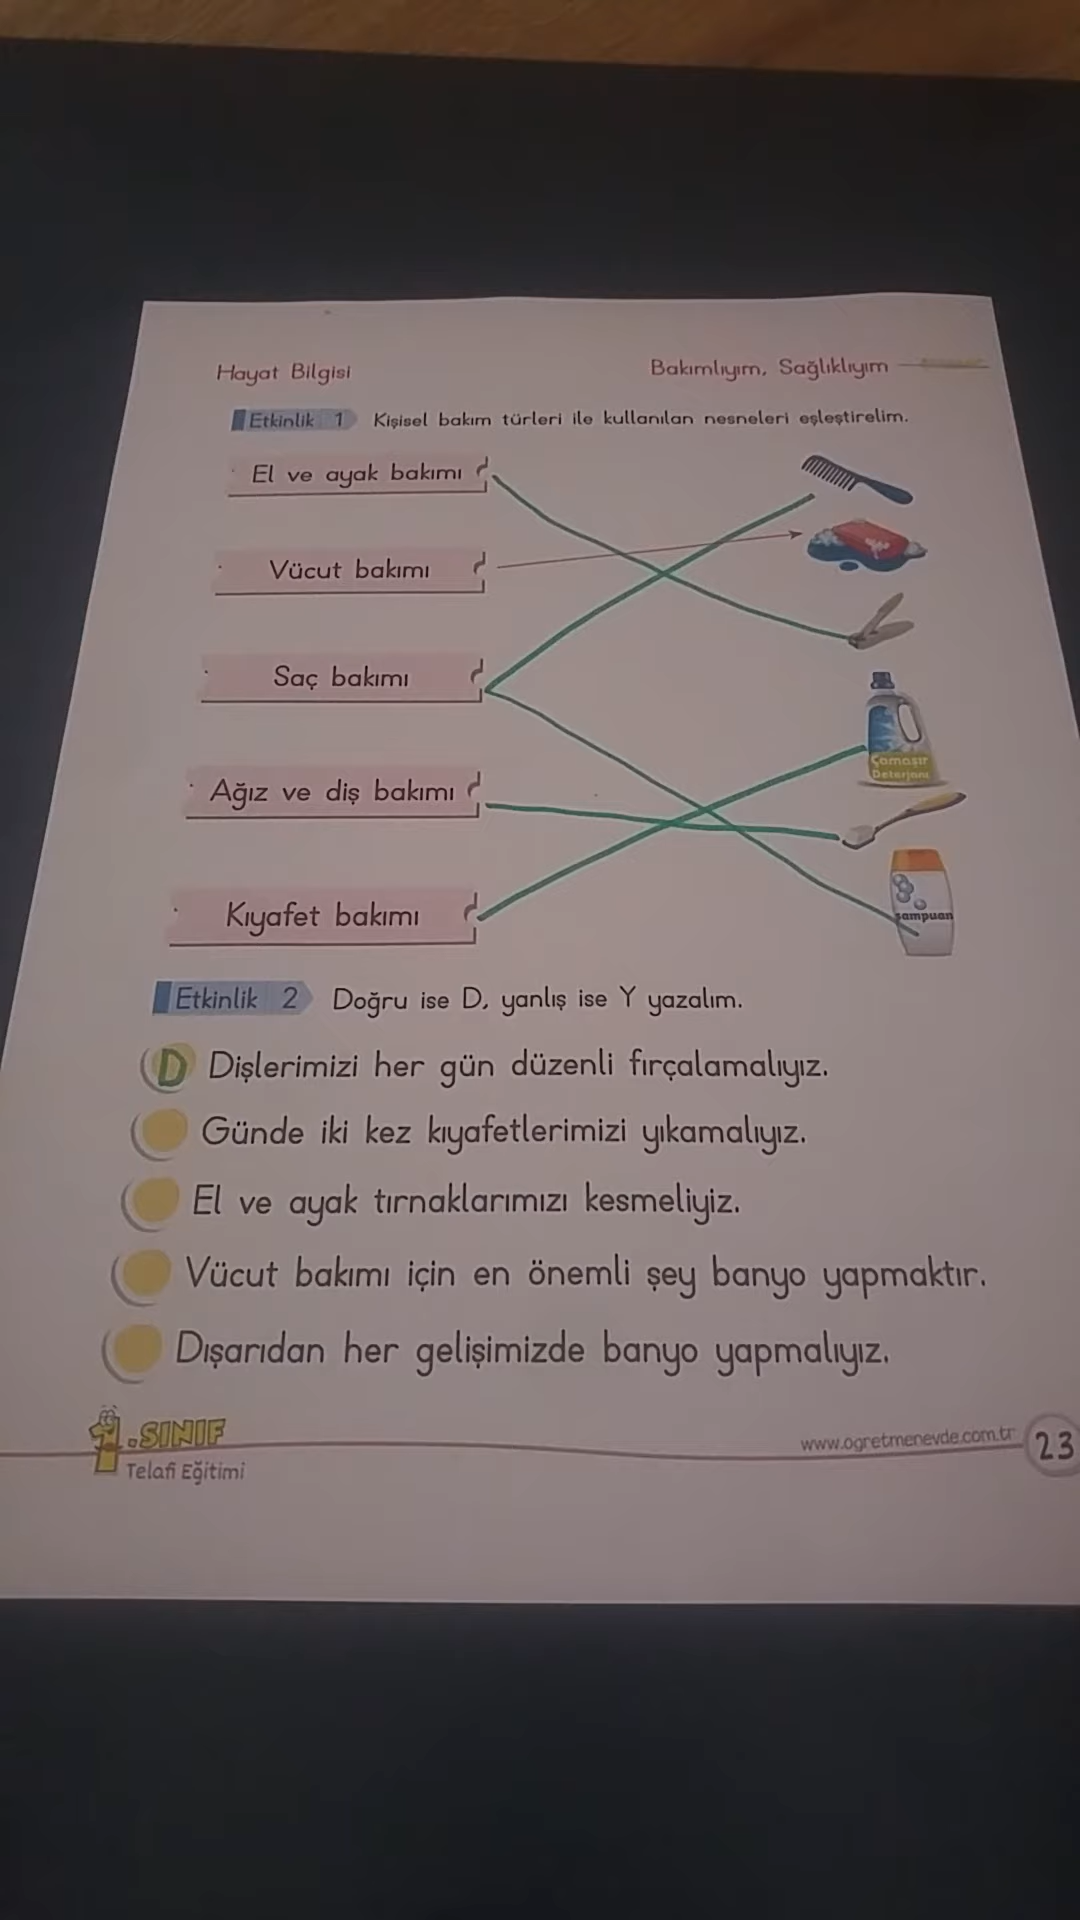 Hayat Bilgisi
Bakımlıyım, Sağlıklıyım
Etkinlik 1 Kişisel bakım türleri ile kullanılan nesneleri eşleştirelim.
El ve ayak bakımı
Vücut bakımı
Saç bakımı
Çamaşır
Deterjanı
Ağız ve diş bakımı
Kıyafet bakımı
şampuan
Etkinlik 2 Doğru ise D, yanlış ise Y yazalım.
D Dişlerimizi her gün düzenli fırçalamalıyız.
Günde iki kez kıyafetlerimizi yıkamalıyız.
El ve ayak tırnaklarımızı kesmeliyiz.
Vücut bakımı için en önemli şey banyo yapmaktır.
Dışarıdan her gelişimizde banyo yapmalıyız.
1.SINIF
Telafi Eğitimi
www.ogretmenevde.com.tr
23